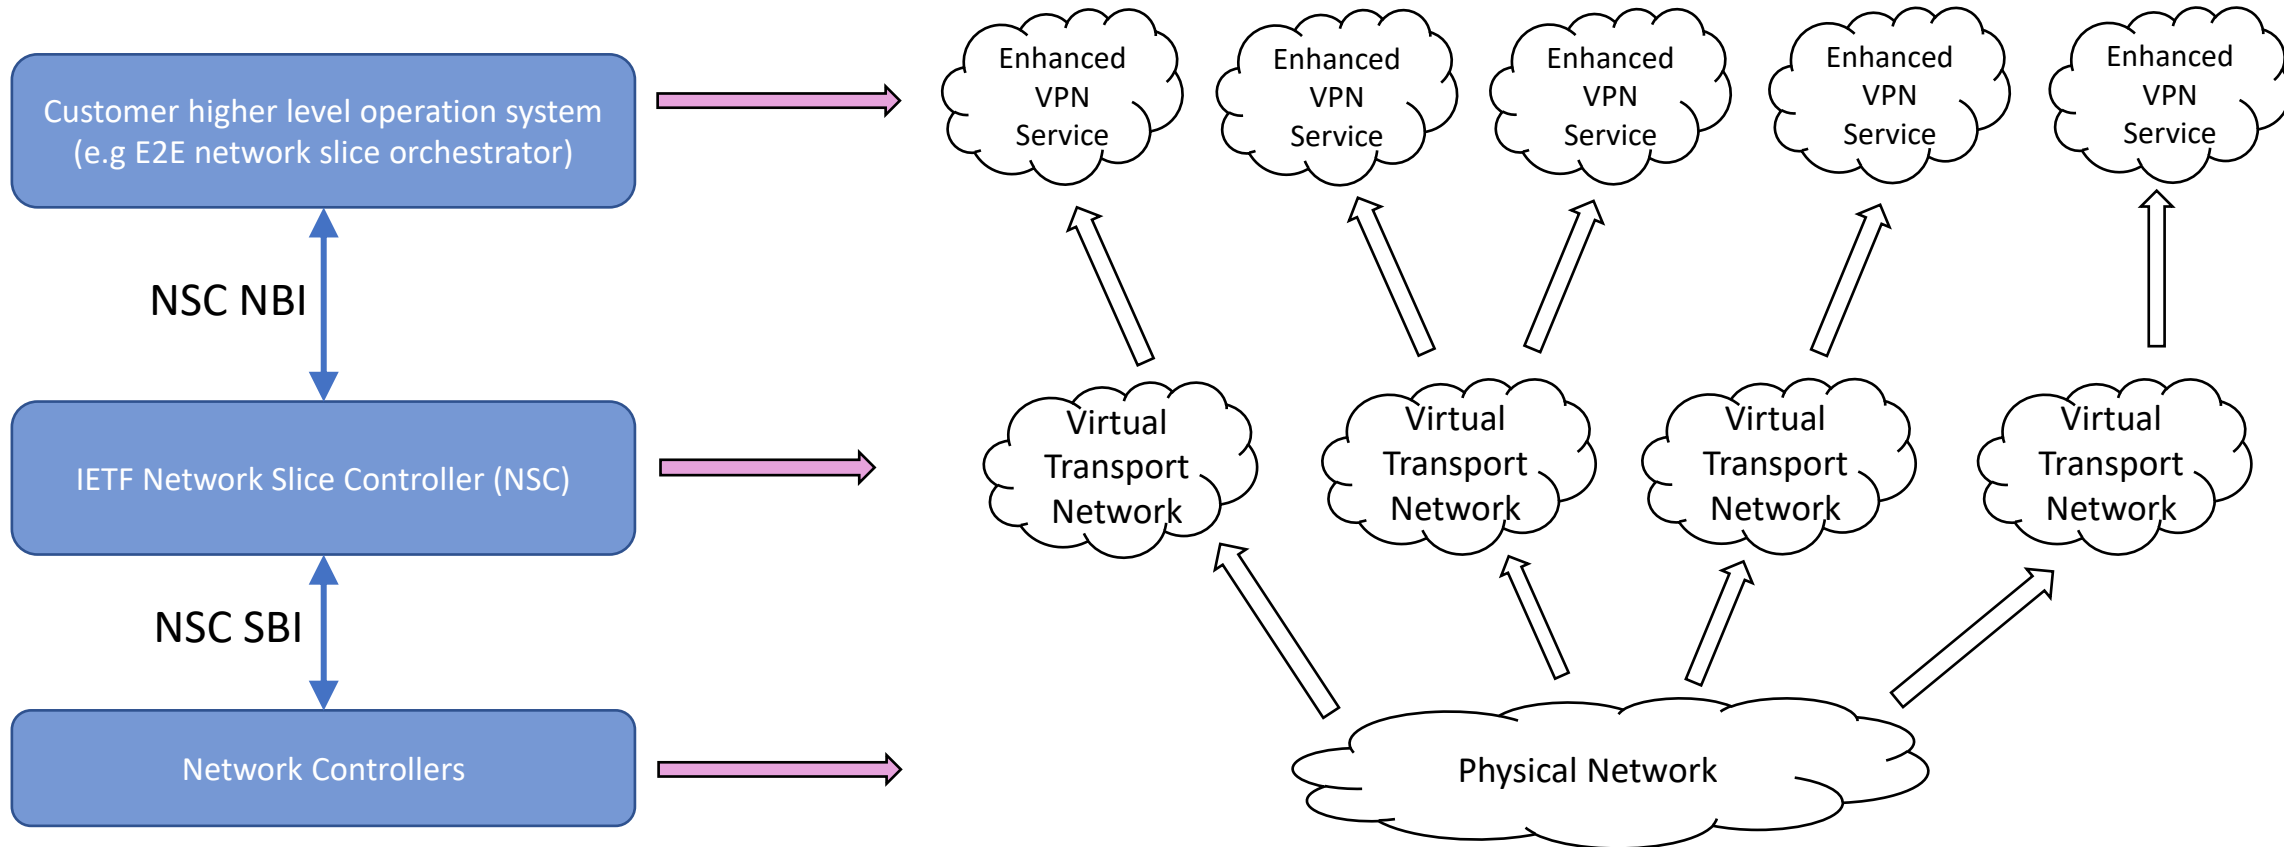 Customer higher level operation system
(e.g E2E network slice orchestrator)
Enhanced
VPN
Service
Enhanced
VPN
Service
Enhanced
VPN
Service
Enhanced
VPN
Service
Enhanced
VPN
Service
NSC NBI
IETF Network Slice Controller (NSC)
Virtual
Transport
Network
Virtual
Transport
Network
Virtual
Transport
Network
Virtual
Transport
Network
NSC SBI
Network Controllers
Physical Network